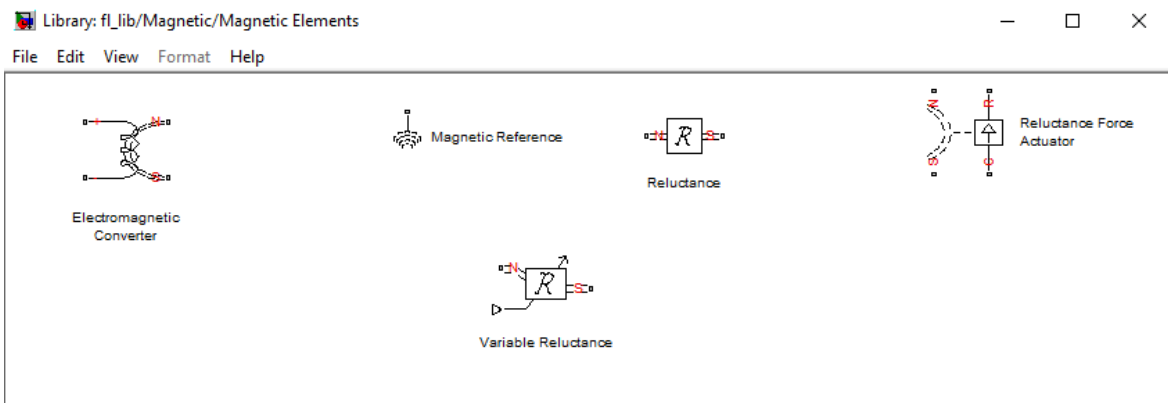 Library: fl_lib/Magnetic/Magnetic Elements
File Edit View Format Help
+ N
- S
Electromagnetic
Converter
Magnetic Reference
N R S
Reluctance
N R
S C
Reluctance Force
Actuator
N R S
Variable Reluctance